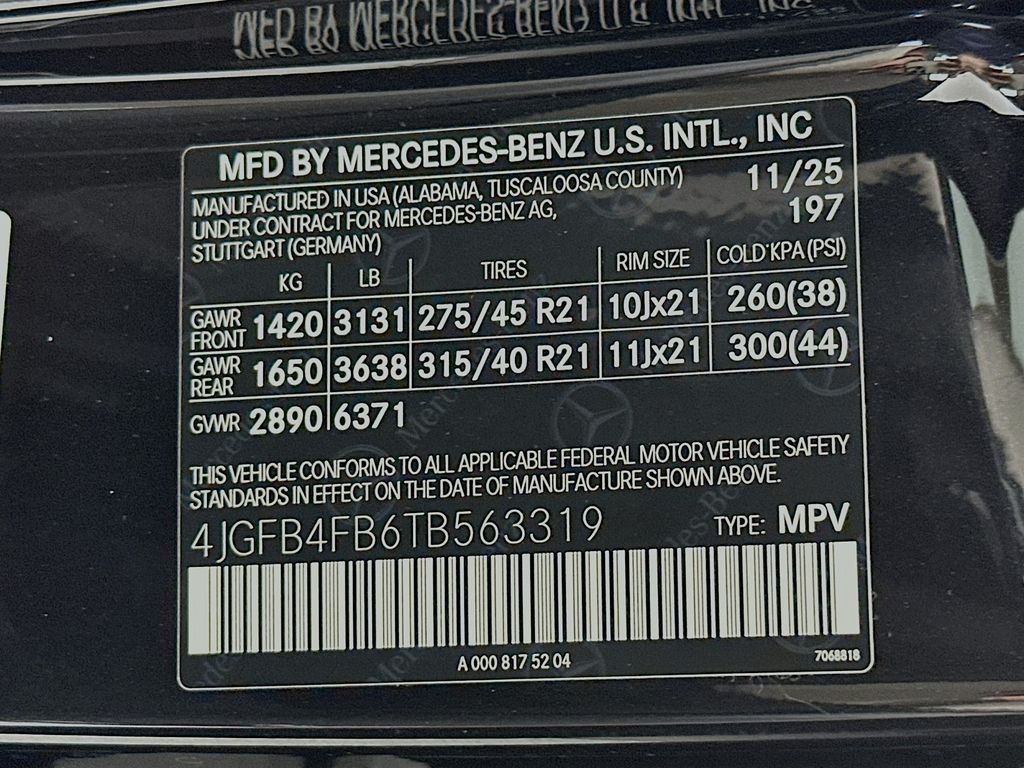 MFD BY MERCEDES-BENZ U.S. INTL., INC
MANUFACTURED IN USA (ALABAMA, TUSCALOOSA COUNTY) 11/25
UNDER CONTRACT FOR MERCEDES-BENZ AG, 197
STUTTGART (GERMANY)
KG LB TIRES RIM SIZE COLD KPA (PSI)
GAWR FRONT 1420 3131 275/45 R21 10Jx21 260(38)
GAWR REAR 1650 3638 315/40 R21 11Jx21 300(44)
GVWR 2890 6371
THIS VEHICLE CONFORMS TO ALL APPLICABLE FEDERAL MOTOR VEHICLE SAFETY
STANDARDS IN EFFECT ON THE DATE OF MANUFACTURE SHOWN ABOVE.
4JGFB4FB6TB563319 TYPE: MPV
A 000 817 52 04 7068818